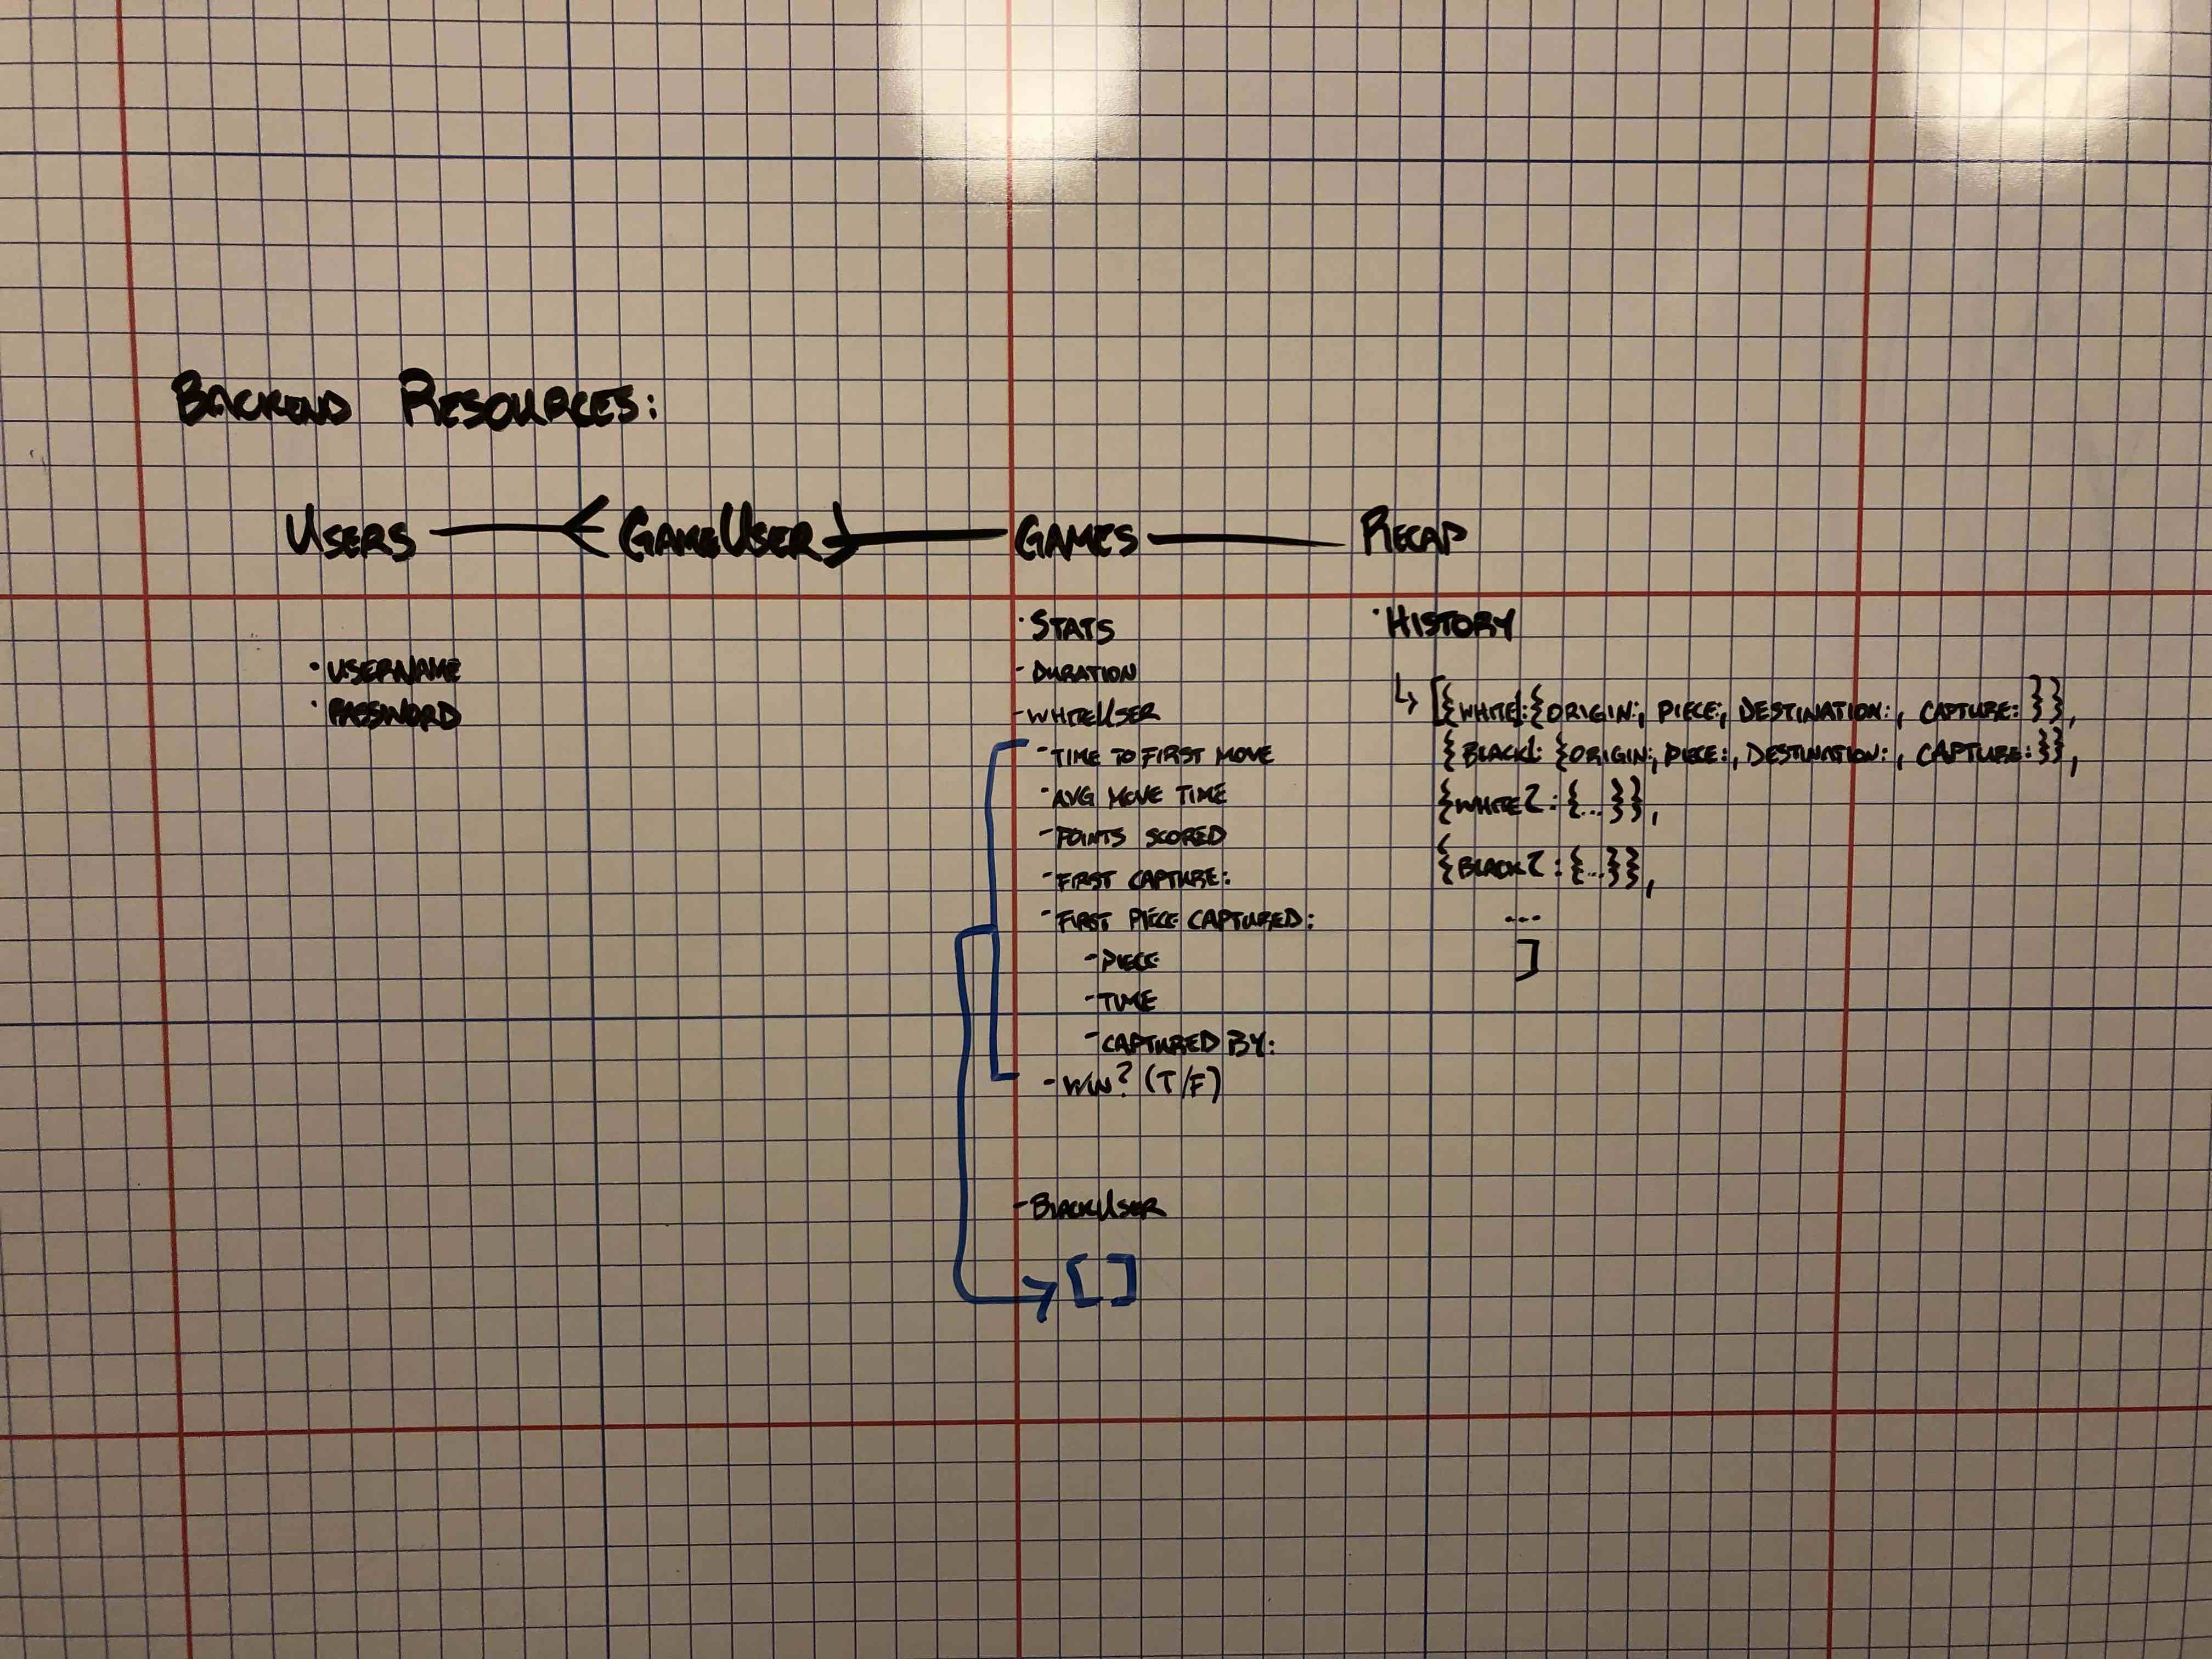 BACKEND RESOURCES:
USERS GAMEUSER GAMES RECAP
· USERNAME
· PASSWORD
· STATS
- DURATION
- WHITEUSER
- TIME TO FIRST MOVE
- AVG MOVE TIME
- POINTS SCORED
- FIRST CAPTURE:
- FIRST PIECE CAPTURED:
- PIECE
- TIME
- CAPTURED BY:
- WIN? (T/F)
- BLACKUSER
[ ]
· HISTORY
[{WHITE1:{ORIGIN:, PIECE:, DESTINATION:, CAPTURE: }},
{BLACK1: {ORIGIN:, PIECE:, DESTINATION:, CAPTURE:}},
{WHITE2: {...}},
{BLACK2: {...}},
...
]